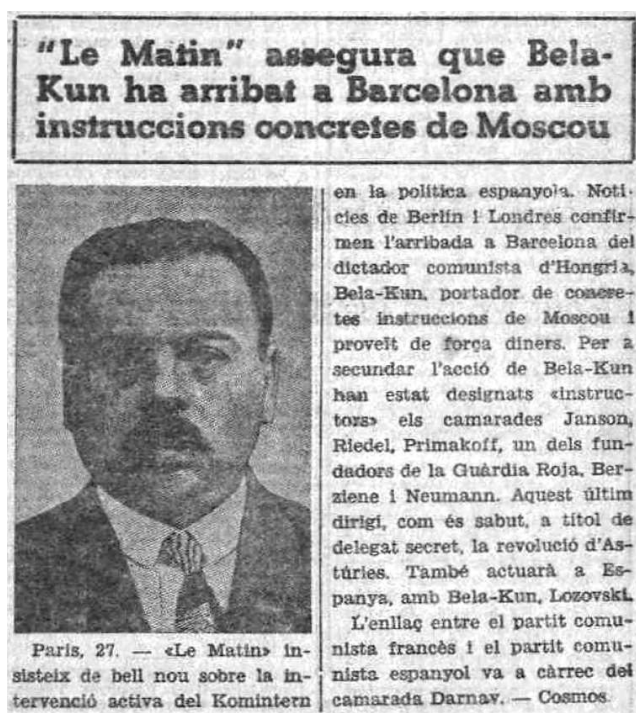 "Le Matin" assegura que Bela-
Kun ha arribat a Barcelona amb
instruccions concretes de Moscou
París, 27. — «Le Matin» in-
sisteix de bell nou sobre la in-
tervenció activa del Komintern
en la política espanyola. Notí-
cies de Berlín i Londres confir-
men l'arribada a Barcelona del
dictador comunista d'Hongria,
Bela-Kun, portador de concre-
tes instruccions de Moscou i
proveït de força diners. Per a
secundar l'acció de Bela-Kun
han estat designats «instruc-
tors» els camarades Janson,
Riedel, Primakoff, un dels fun-
dadors de la Guàrdia Roja, Ber-
ziene i Neumann. Aquest últim
dirigí, com és sabut, a títol de
delegat secret, la revolució d'As-
túries. També actuarà a Es-
panya, amb Bela-Kun, Lozovski.
L'enllaç entre el partit comu-
nista francès i el partit comu-
nista espanyol va a càrrec del
camarada Darnav. — Cosmos.